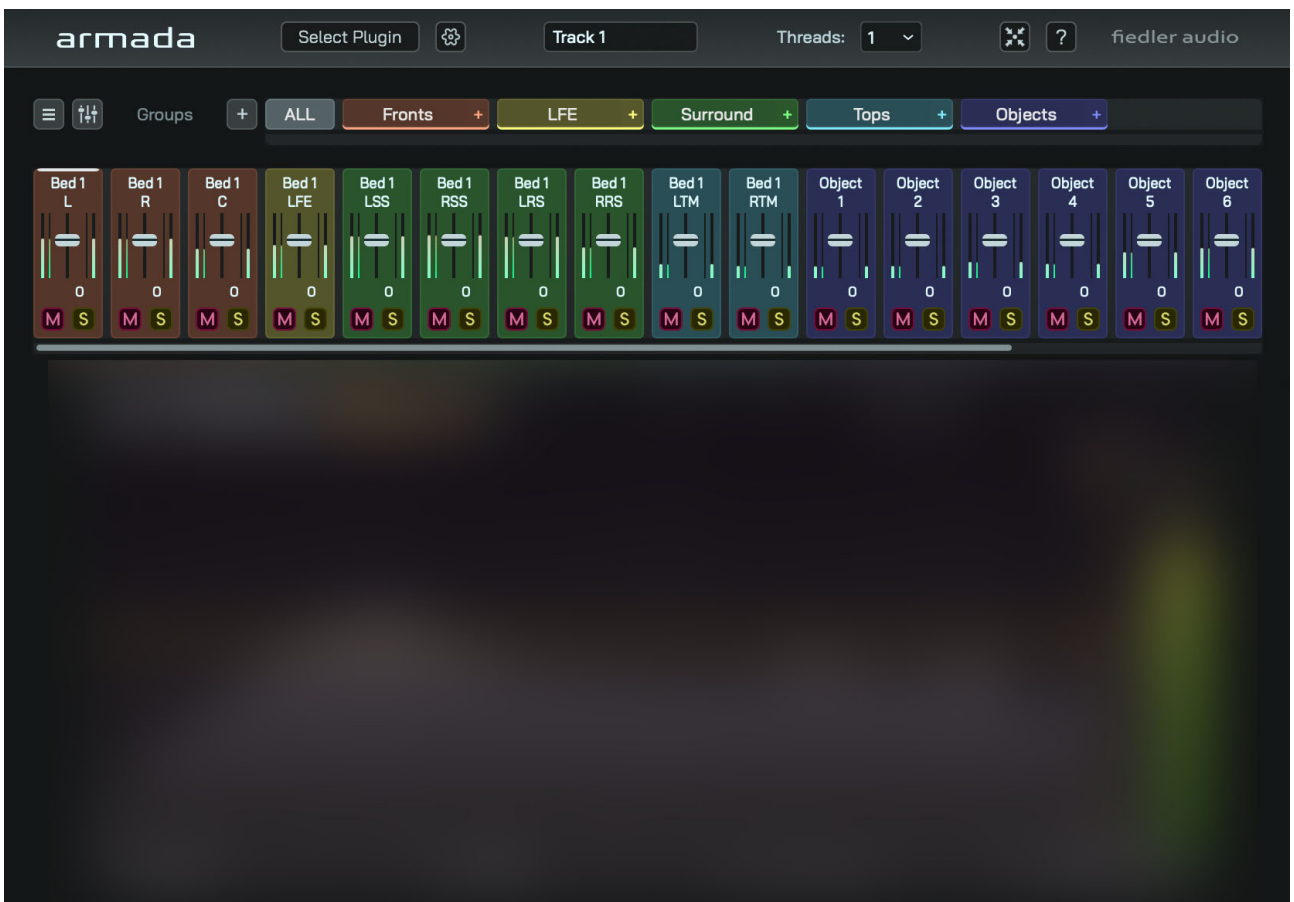 armada Select Plugin Track 1 Threads: 1 ? fiedler audio
Groups + ALL Fronts + LFE + Surround + Tops + Objects +
Bed 1 Bed 1 Bed 1 Bed 1 Bed 1 Bed 1 Bed 1 Bed 1 Bed 1 Bed 1 Object Object Object Object Object Object
L R C LFE LSS RSS LRS RRS LTM RTM 1 2 3 4 5 6
0 0 0 0 0 0 0 0 0 0 0 0 0 0 0 0
M S M S M S M S M S M S M S M S M S M S M S M S M S M S M S M S